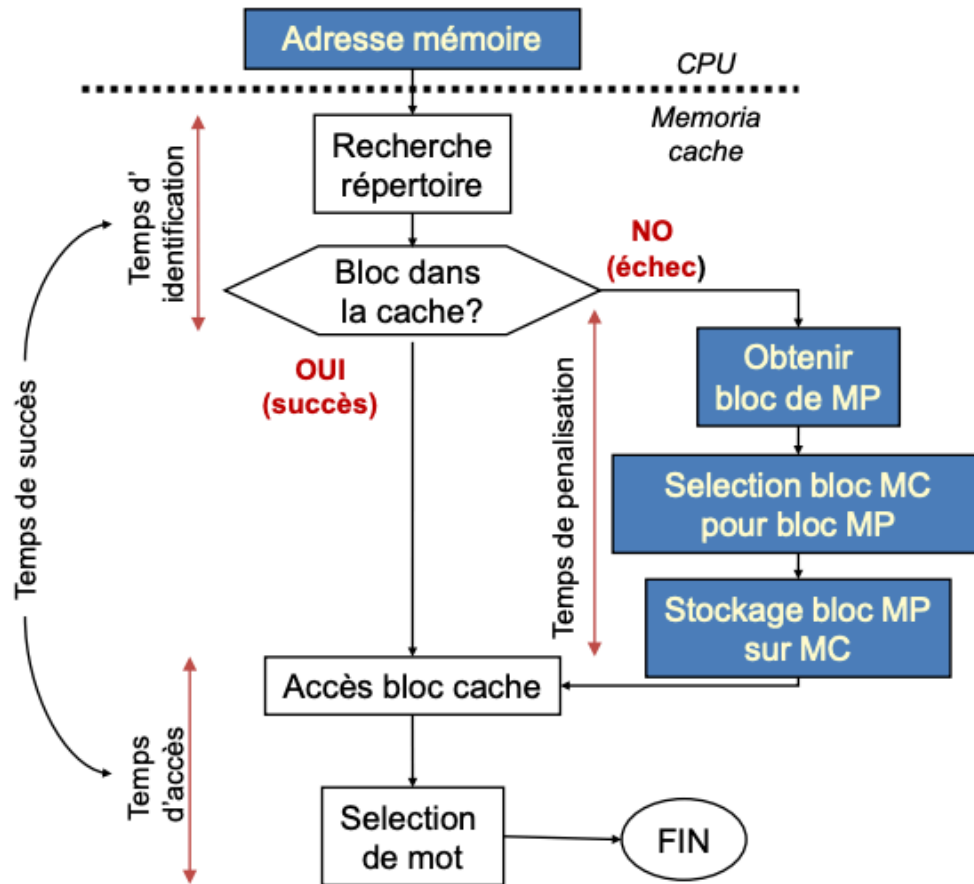 Adresse mémoire
CPU
Memoria
cache
Recherche
répertoire
Temps d'
identification
Bloc dans
la cache?
NO
(échec)
OUI
(succès)
Temps de succès
Temps de penalisation
Obtenir
bloc de MP
Selection bloc MC
pour bloc MP
Stockage bloc MP
sur MC
Accès bloc cache
Temps
d'accès
Selection
de mot
FIN